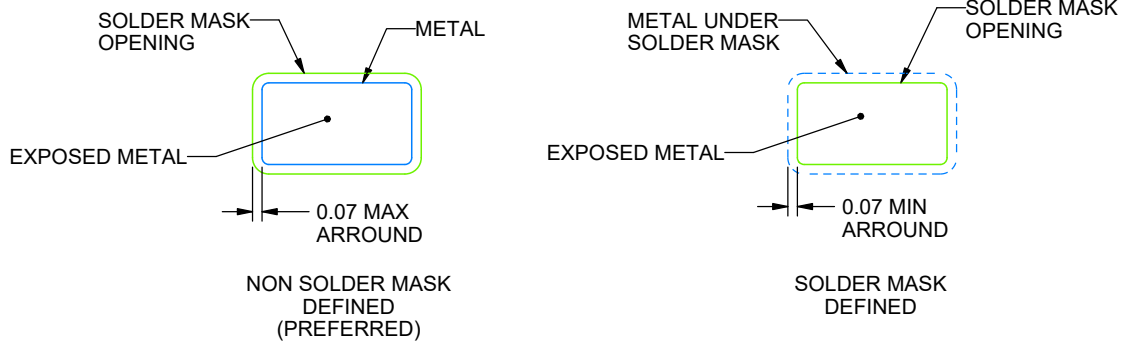 SOLDER MASK
OPENING
METAL
EXPOSED METAL
0.07 MAX
ARROUND
NON SOLDER MASK
DEFINED
(PREFERRED)
METAL UNDER
SOLDER MASK
SOLDER MASK
OPENING
EXPOSED METAL
0.07 MIN
ARROUND
SOLDER MASK
DEFINED